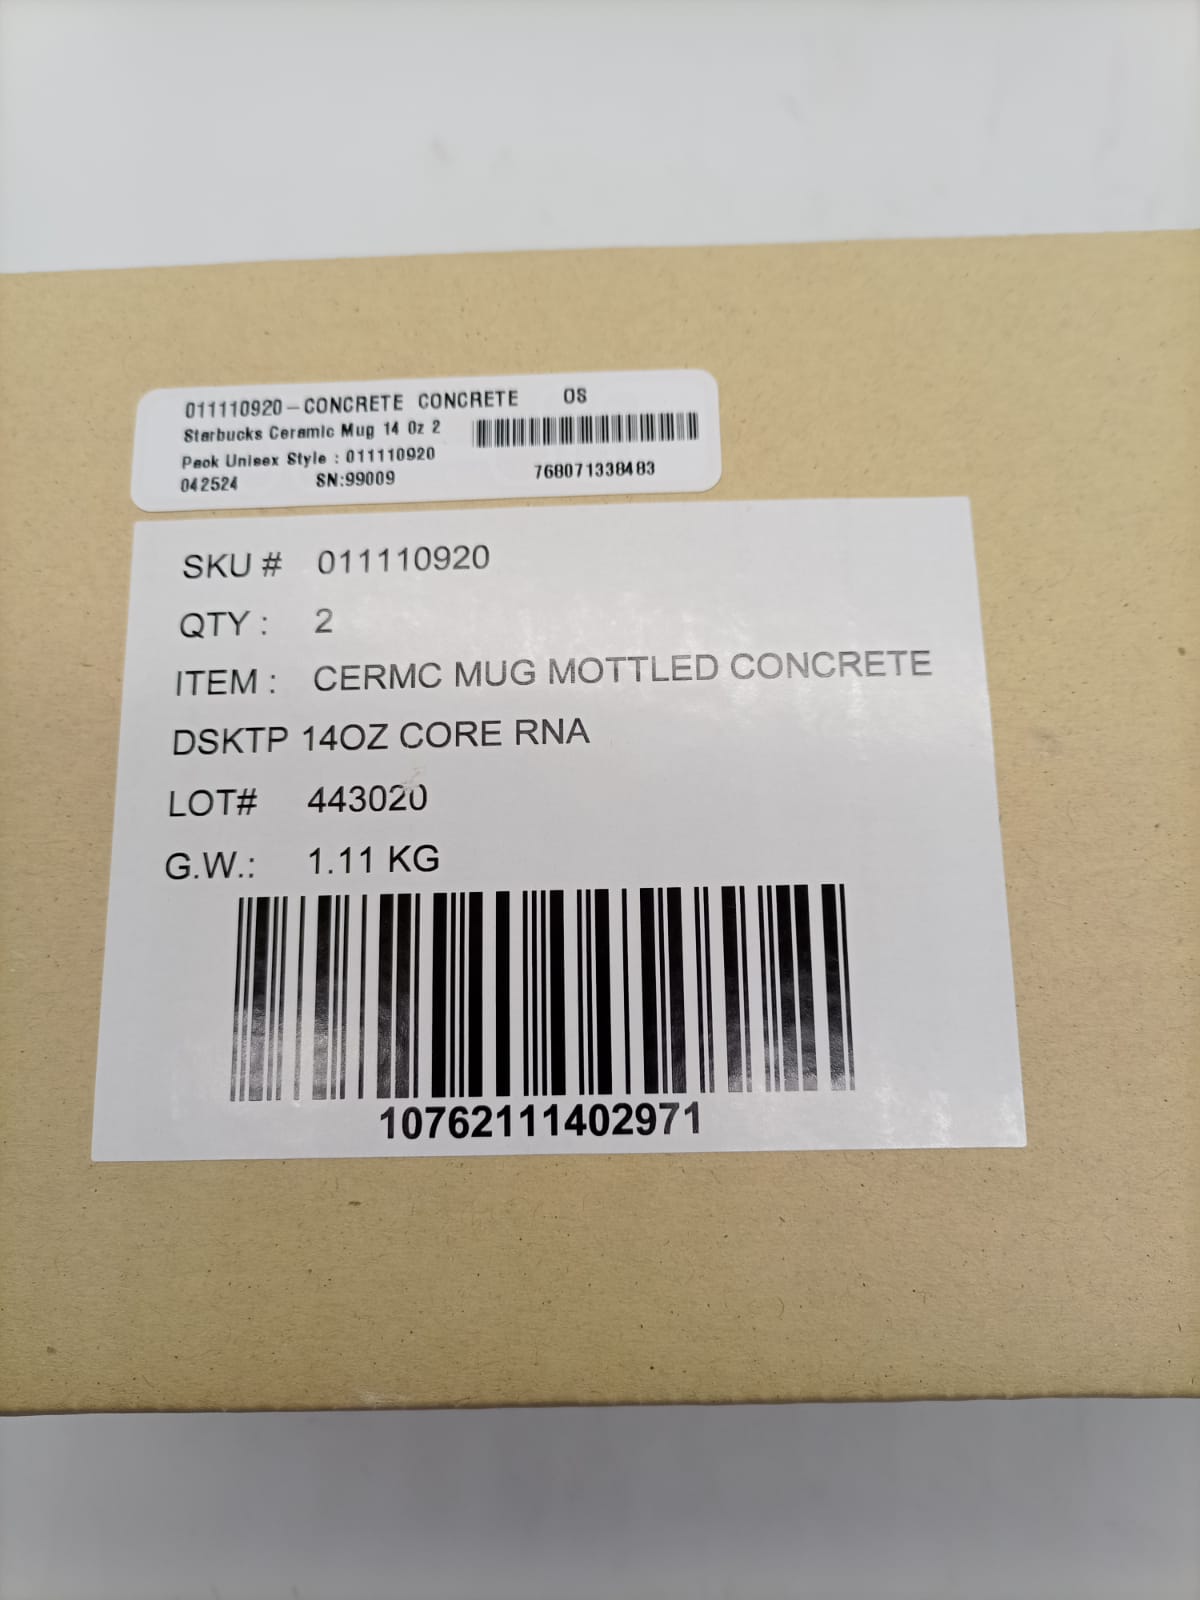 011110920-CONCRETE CONCRETE OS
Starbucks Ceramic Mug 14 Oz 2
Pack Unisex Style : 011110920
042524 SN:99009
768071338483
SKU # 011110920
QTY : 2
ITEM : CERMC MUG MOTTLED CONCRETE
DSKTP 14OZ CORE RNA
LOT# 443020
G.W.: 1.11 KG
10762111402971